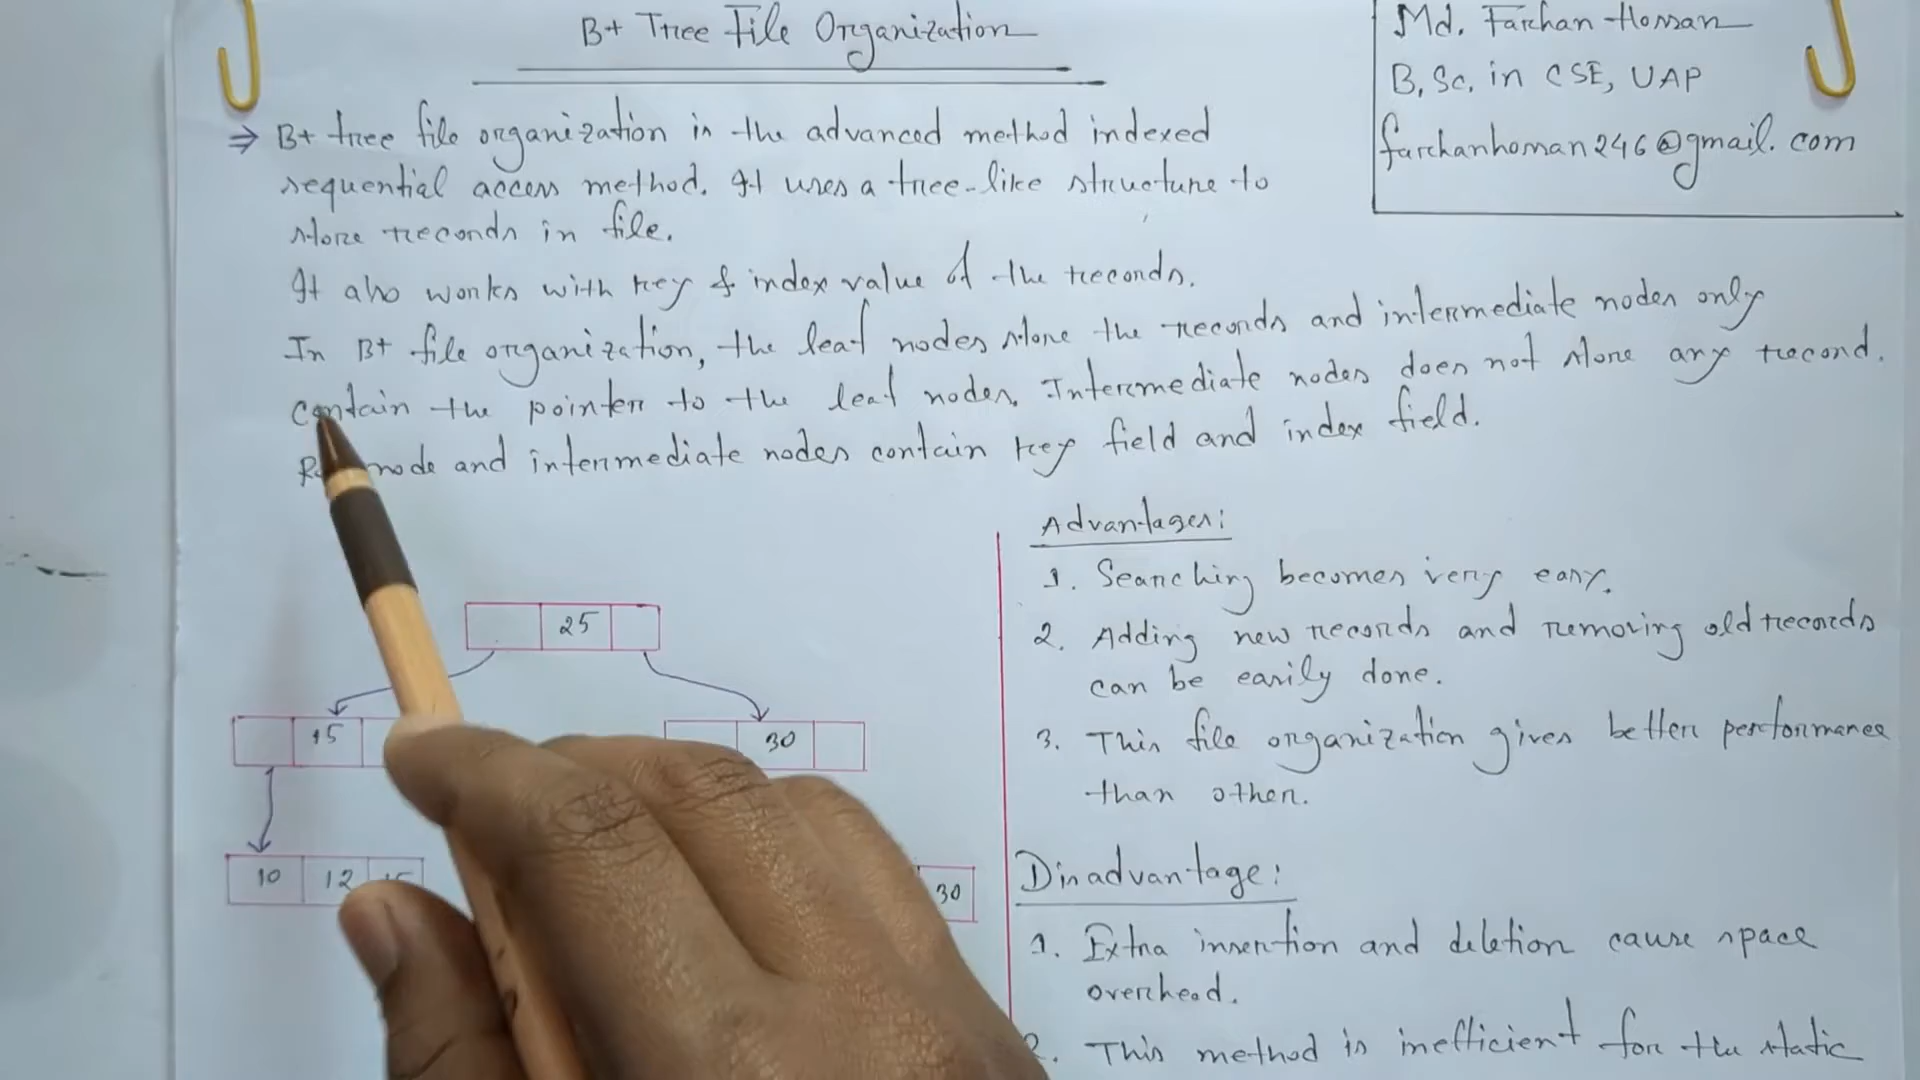 B+ Tree File Organization
Md. Farhan Hossan
B.Sc. in CSE, UAP
farhanhossan246@gmail.com
⇒ B+ tree file organization is the advanced method indexed
sequential access method. It uses a tree-like structure to
store records in file.
It also works with key & index value of the records.
In B+ file organization, the leaf nodes store the records and intermediate nodes only
contain the pointer to the leaf nodes. Intermediate nodes does not store any record.
node and intermediate nodes contain key field and index field.
25
15
30
10 12
30
Advantages:
1. Searching becomes very easy.
2. Adding new records and removing old records
can be easily done.
3. This file organization gives better performance
than other.
Disadvantage:
1. Extra insertion and deletion cause space
overhead.
2. This method is inefficient for the static